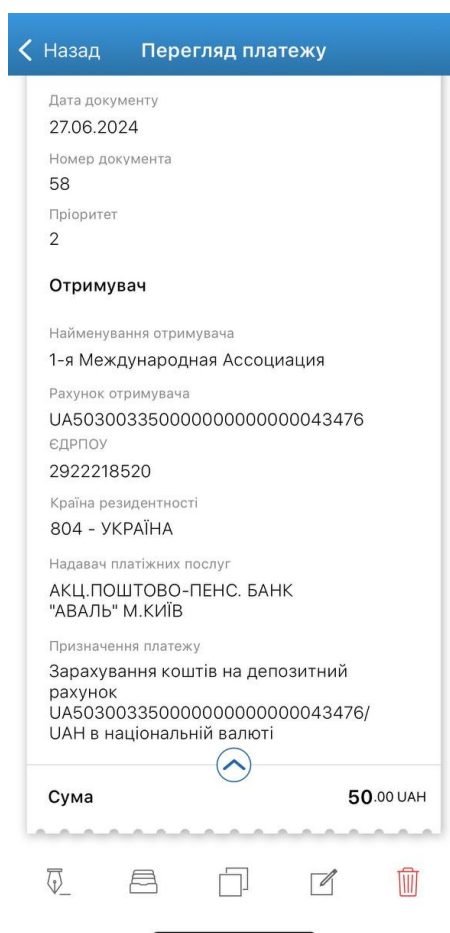 Назад
Перегляд платежу
Дата документу
27.06.2024
Номер документа
58
Пріоритет
2
Отримувач
Найменування отримувача
1-я Международная Ассоциация
Рахунок отримувача
UA503003350000000000000043476
ЄДРПОУ
2922218520
Країна резидентності
804 - УКРАЇНА
Надавач платіжних послуг
АКЦ.ПОШТОВО-ПЕНС. БАНК
"АВАЛЬ" М.КИЇВ
Призначення платежу
Зарахування коштів на депозитний
рахунок
UA503003350000000000000043476/
UAH в національній валюті
Сума
50.00 UAH